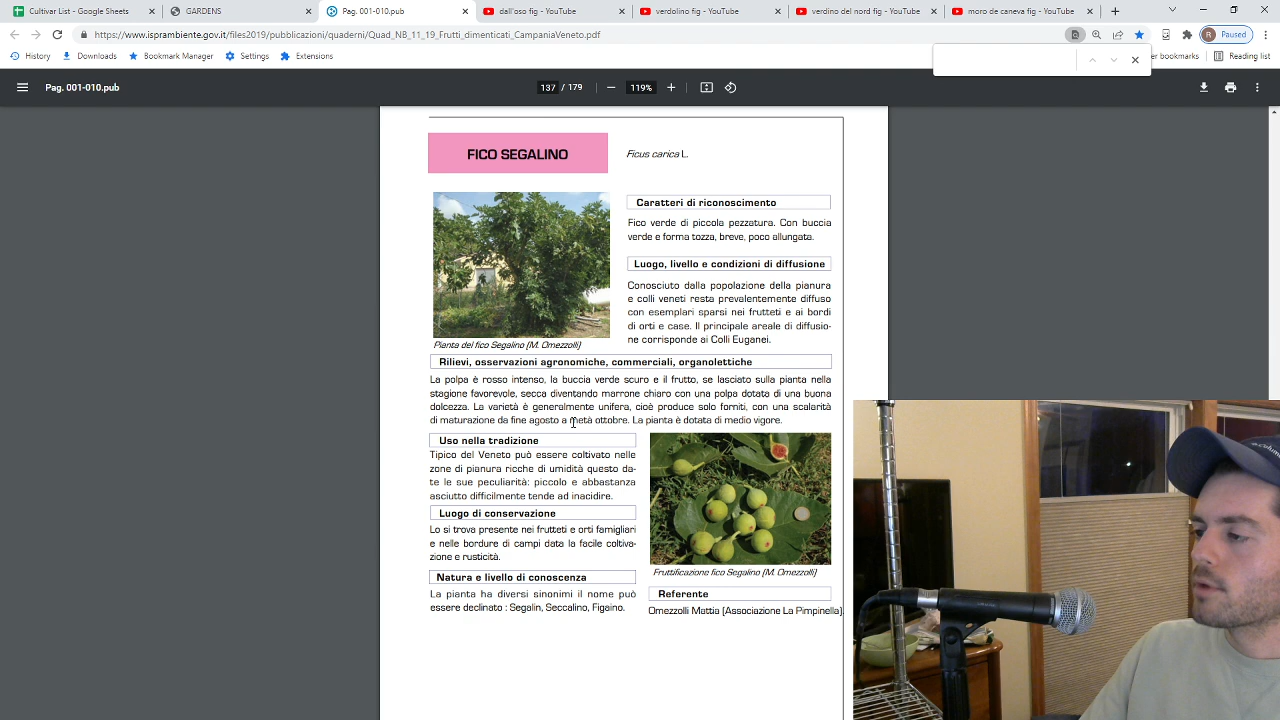 Cultivar List - Google Sheets
GARDENS
Pag. 001-010.pub
dall'oso fig - YouTube
verdolino fig - YouTube
verdino del nord fig - YouTube
moro de caneva fig - YouTube
https://www.isprambiente.gov.it/files2019/pubblicazioni/quaderni/Quad_NB_11_19_Frutti_dimenticati_CampaniaVeneto.pdf
R Paused
History
Downloads
Bookmark Manager
Settings
Extensions
er bookmarks
Reading list
Pag. 001-010.pub
137 / 179
119%
FICO SEGALINO
Ficus carica L.
Caratteri di riconoscimento
Fico verde di piccola pezzatura. Con buccia
verde e forma tozza, breve, poco allungata.
Luogo, livello e condizioni di diffusione
Conosciuto dalla popolazione della pianura
e colli veneti resta prevalentemente diffuso
con esemplari sparsi nei frutteti e ai bordi
di orti e case. Il principale areale di diffusio-
ne corrisponde ai Colli Euganei.
Pianta del fico Segalino (M. Omezzolli)
Rilievi, osservazioni agronomiche, commerciali, organolettiche
La polpa è rosso intenso, la buccia verde scuro e il frutto, se lasciato sulla pianta nella
stagione favorevole, secca diventando marrone chiaro con una polpa dotata di una buona
dolcezza. La varietà è generalmente unifera, cioè produce solo forniti, con una scalarità
di maturazione da fine agosto a metà ottobre. La pianta è dotata di medio vigore.
Uso nella tradizione
Tipico del Veneto può essere coltivato nelle
zone di pianura ricche di umidità questo da-
te le sue peculiarità: piccolo e abbastanza
asciutto difficilmente tende ad inacidire.
Luogo di conservazione
Lo si trova presente nei frutteti e orti famigliari
e nelle bordure di campi data la facile coltiva-
zione e rusticità.
Natura e livello di conoscenza
La pianta ha diversi sinonimi il nome può
essere declinato : Segalin, Seccalino, Figaino.
Fruttificazione fico Segalino (M. Omezzolli)
Referente
Omezzolli Mattia (Associazione La Pimpinella)